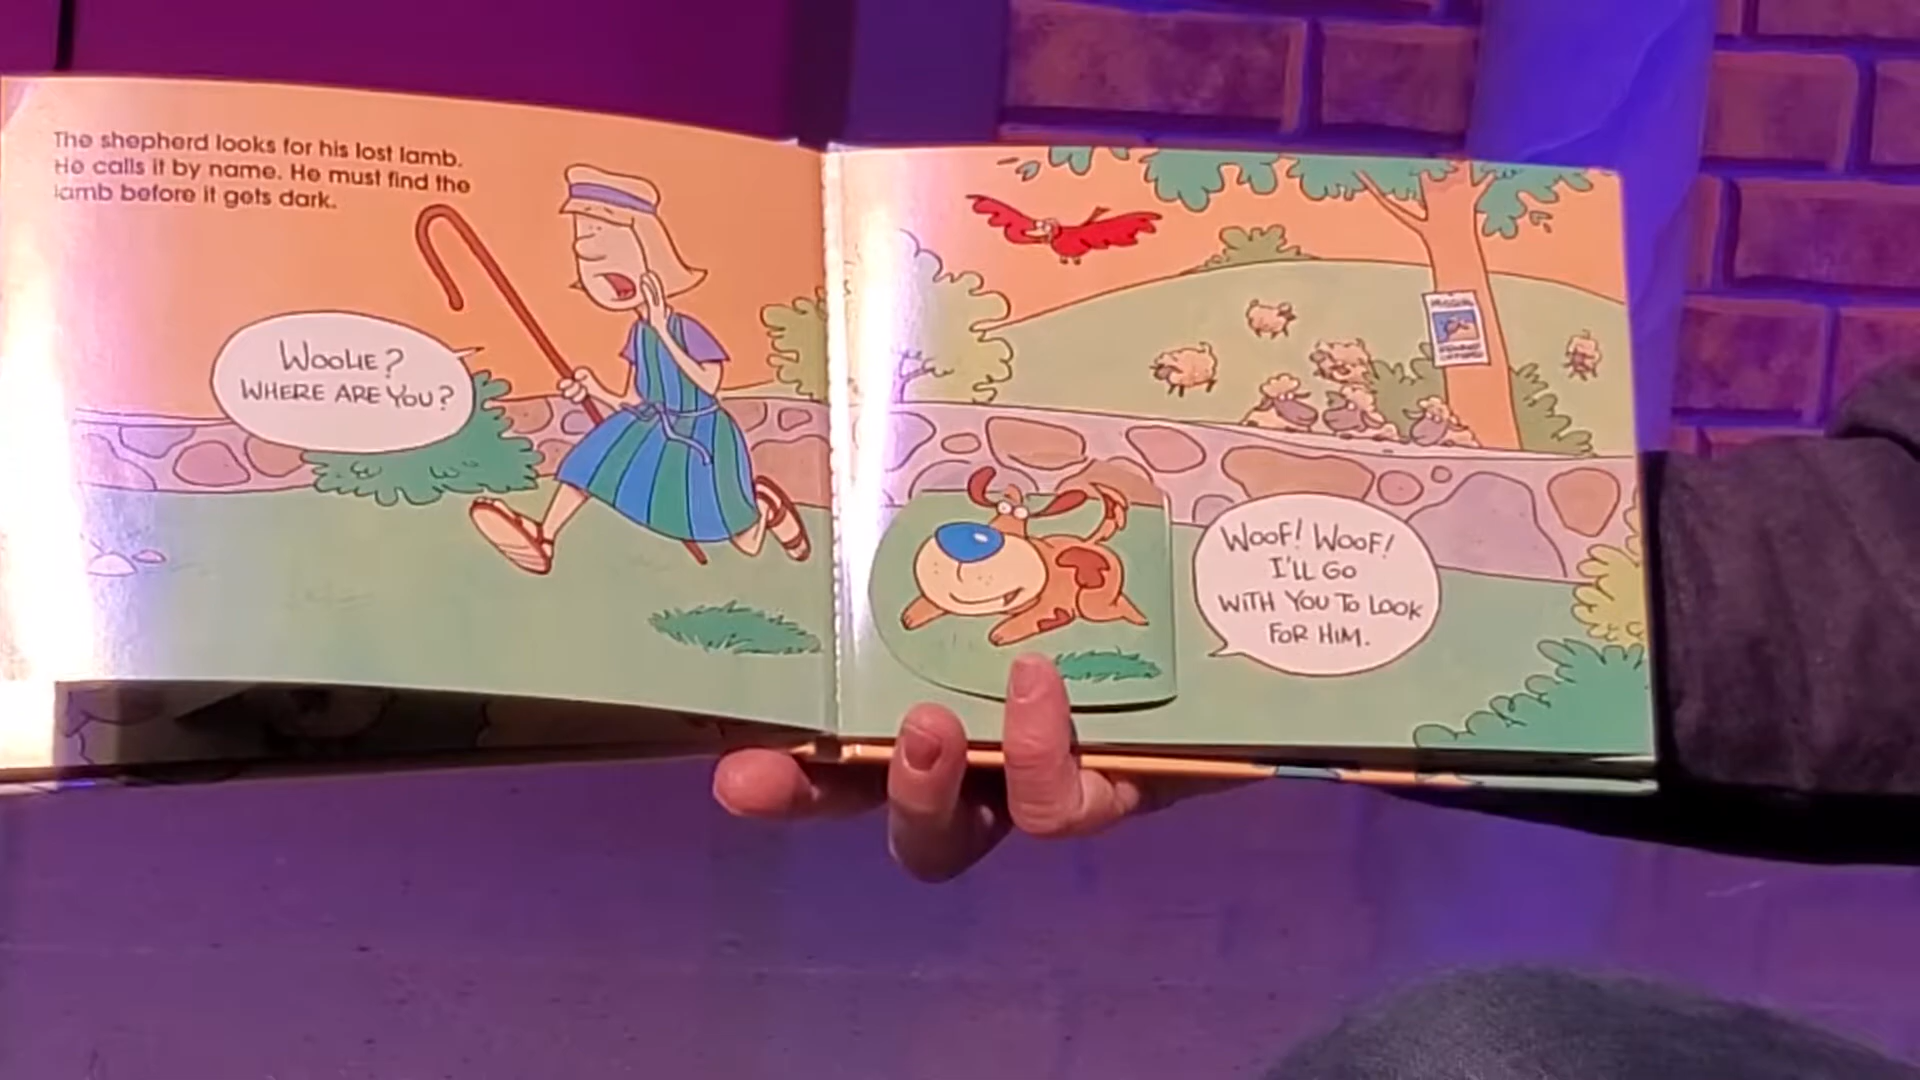 The shepherd looks for his lost lamb.
He calls it by name. He must find the
lamb before it gets dark.
WOOLIE?
WHERE ARE YOU?
MISSING
WOOF! WOOF!
I'LL GO
WITH YOU TO LOOK
FOR HIM.